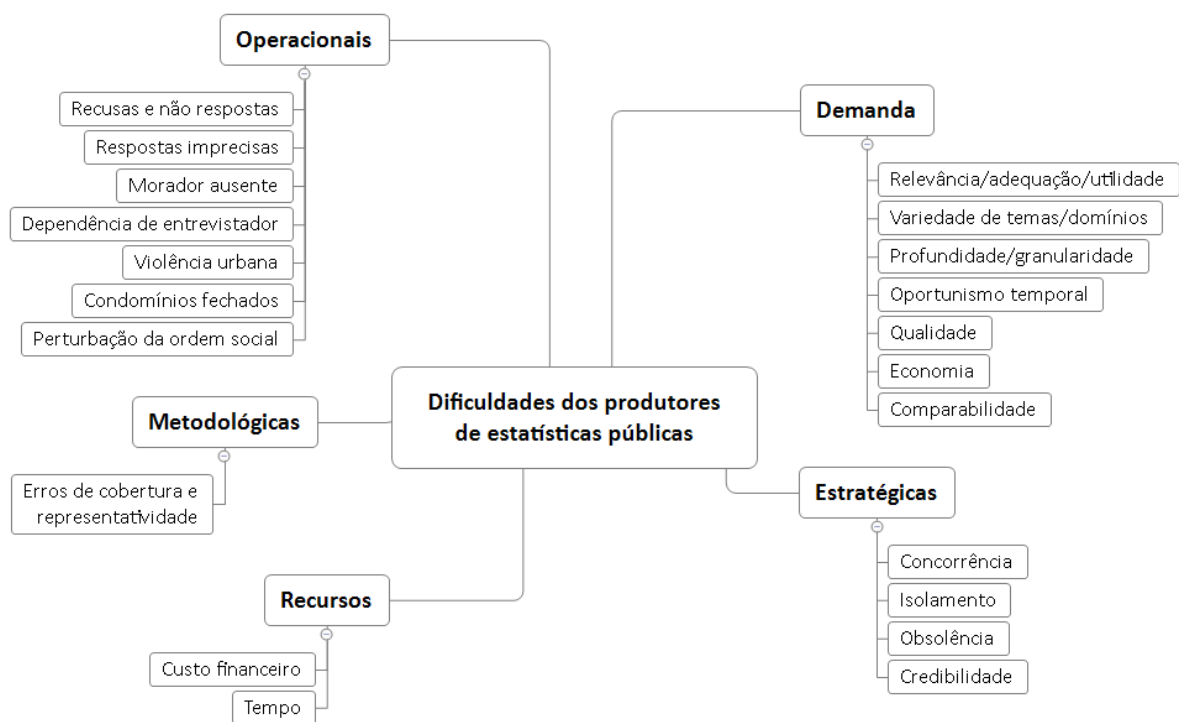 Operacionais
Recusas e não respostas
Respostas imprecisas
Morador ausente
Dependência de entrevistador
Violência urbana
Condomínios fechados
Perturbação da ordem social
Demanda
Relevância/adequação/utilidade
Variedade de temas/domínios
Profundidade/granularidade
Oportunismo temporal
Qualidade
Economia
Comparabilidade
Dificuldades dos produtores
de estatísticas públicas
Metodológicas
Erros de cobertura e
representatividade
Estratégicas
Concorrência
Isolamento
Obsolência
Credibilidade
Recursos
Custo financeiro
Tempo